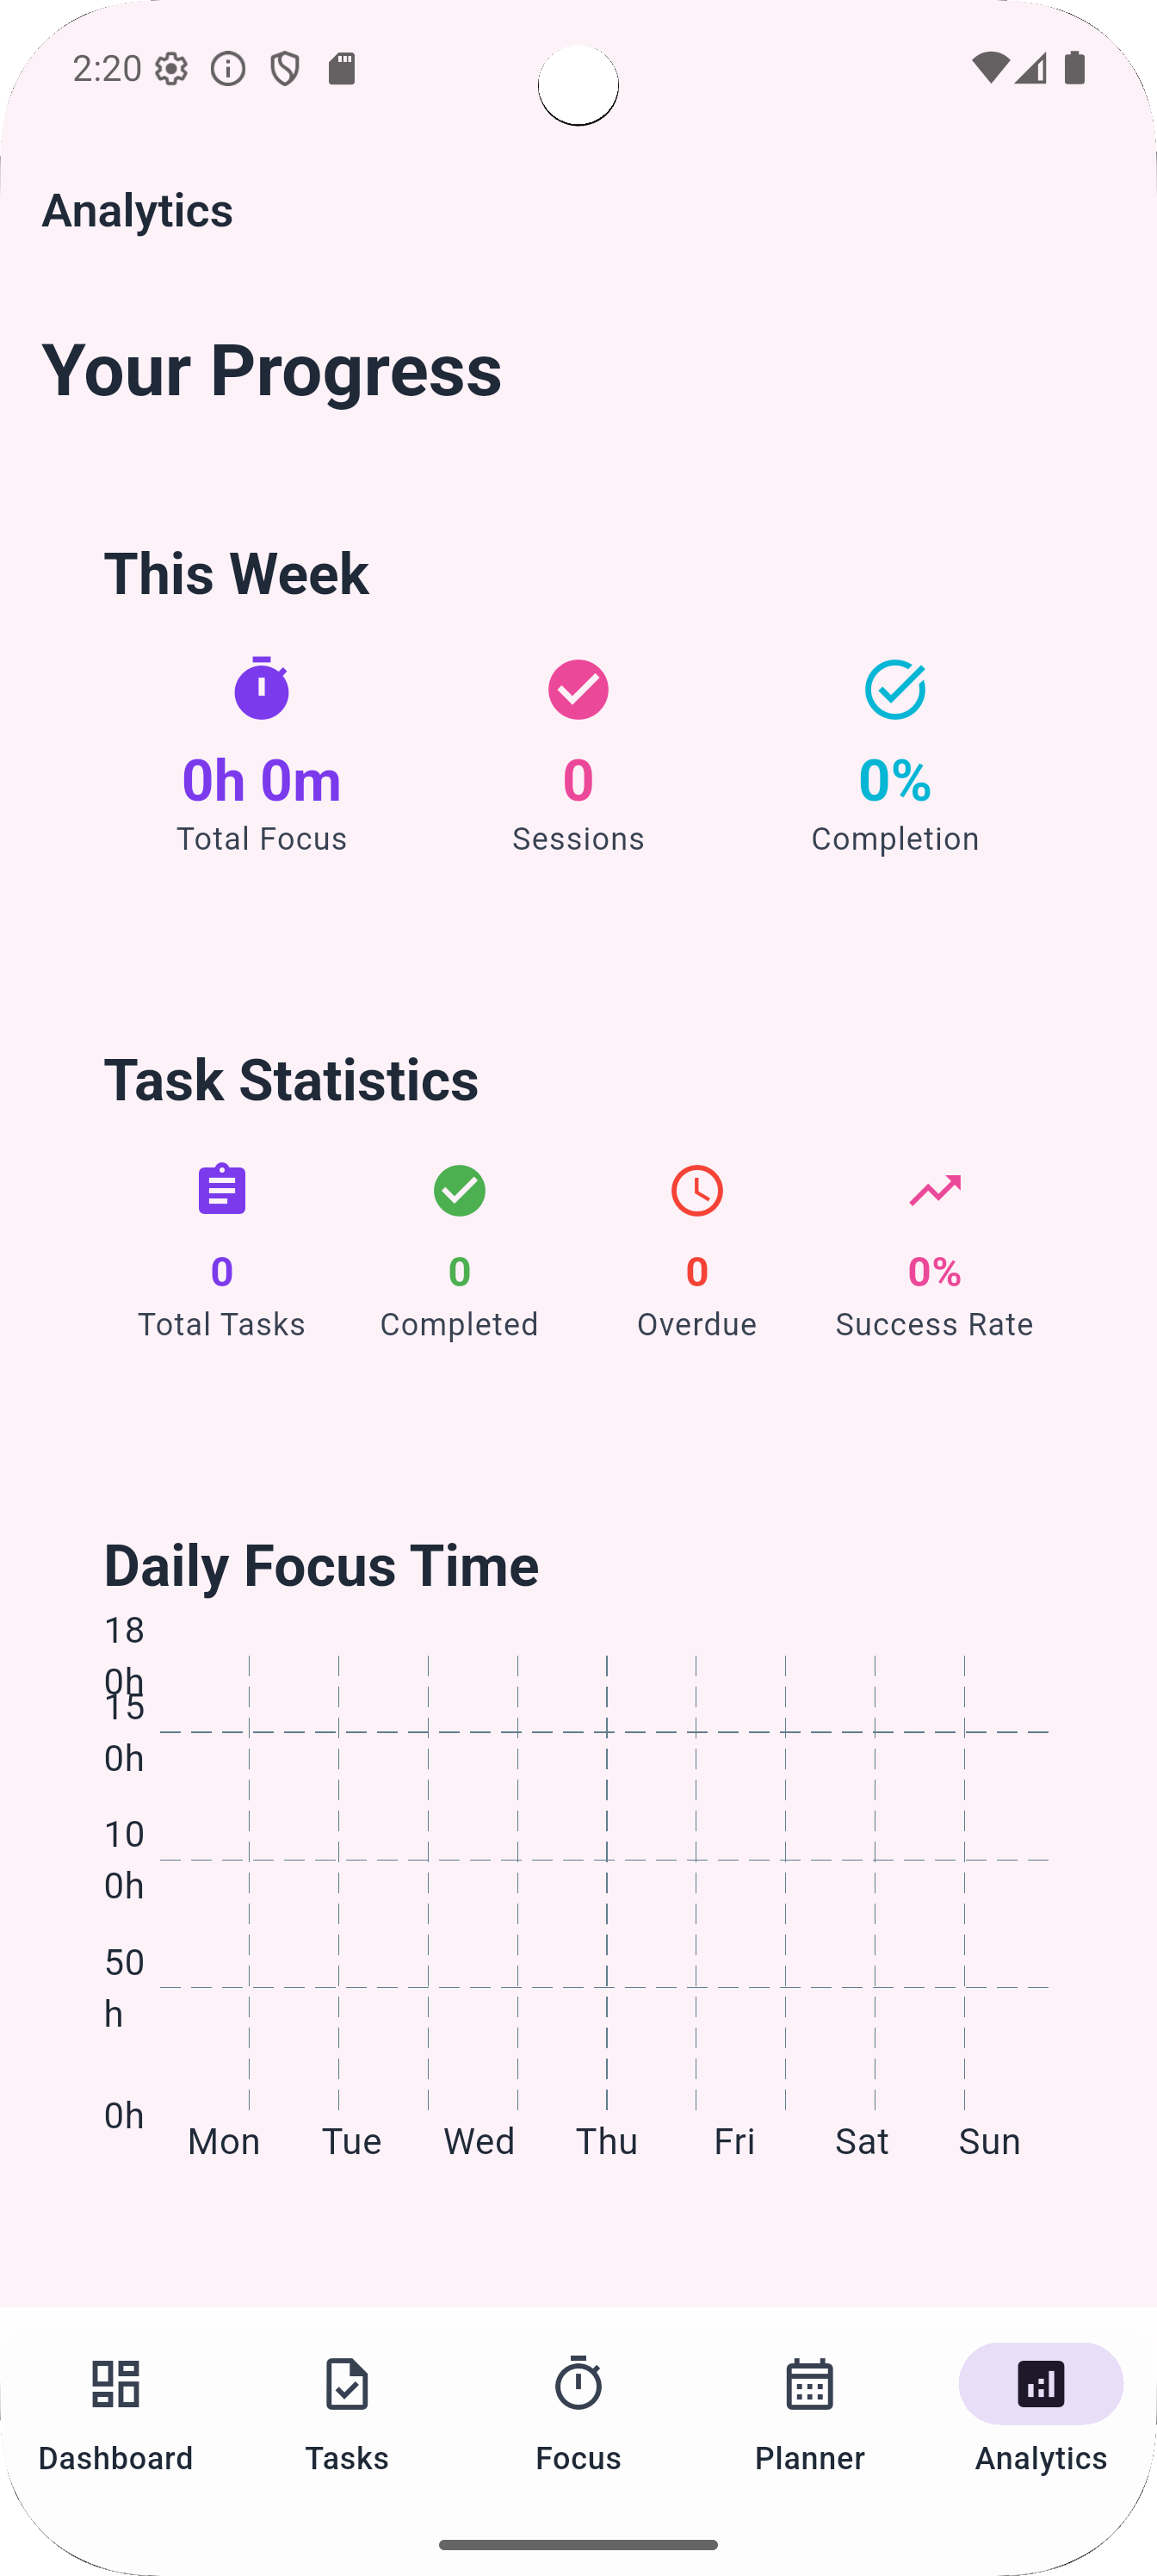 2:20
Analytics
Your Progress
This Week
0h 0m
0
0%
Total Focus
Sessions
Completion
Task Statistics
0
0
0
0%
Total Tasks
Completed
Overdue
Success Rate
Daily Focus Time
18
0h
15
0h
10
0h
50
h
0h
Mon Tue Wed Thu Fri Sat Sun
Dashboard
Tasks
Focus
Planner
Analytics